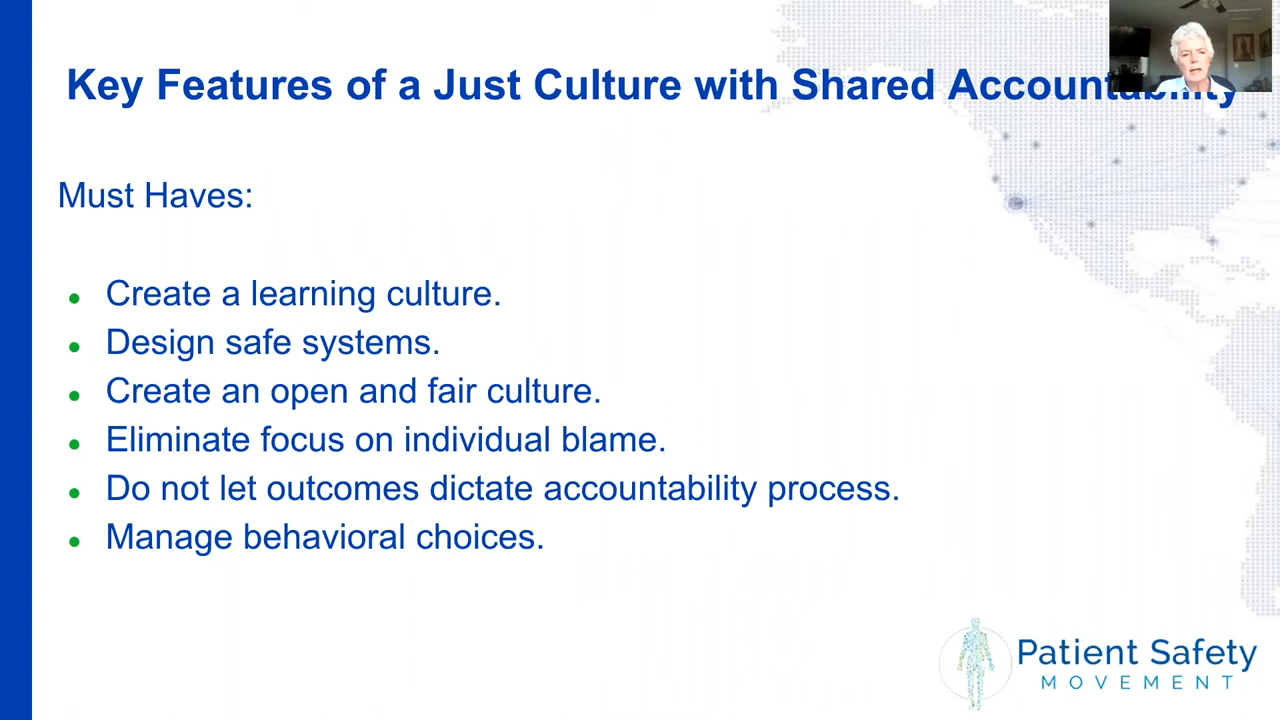 Key Features of a Just Culture with Shared Accountability
Must Haves:
Create a learning culture.
Design safe systems.
Create an open and fair culture.
Eliminate focus on individual blame.
Do not let outcomes dictate accountability process.
Manage behavioral choices.
Patient Safety
MOVEMENT